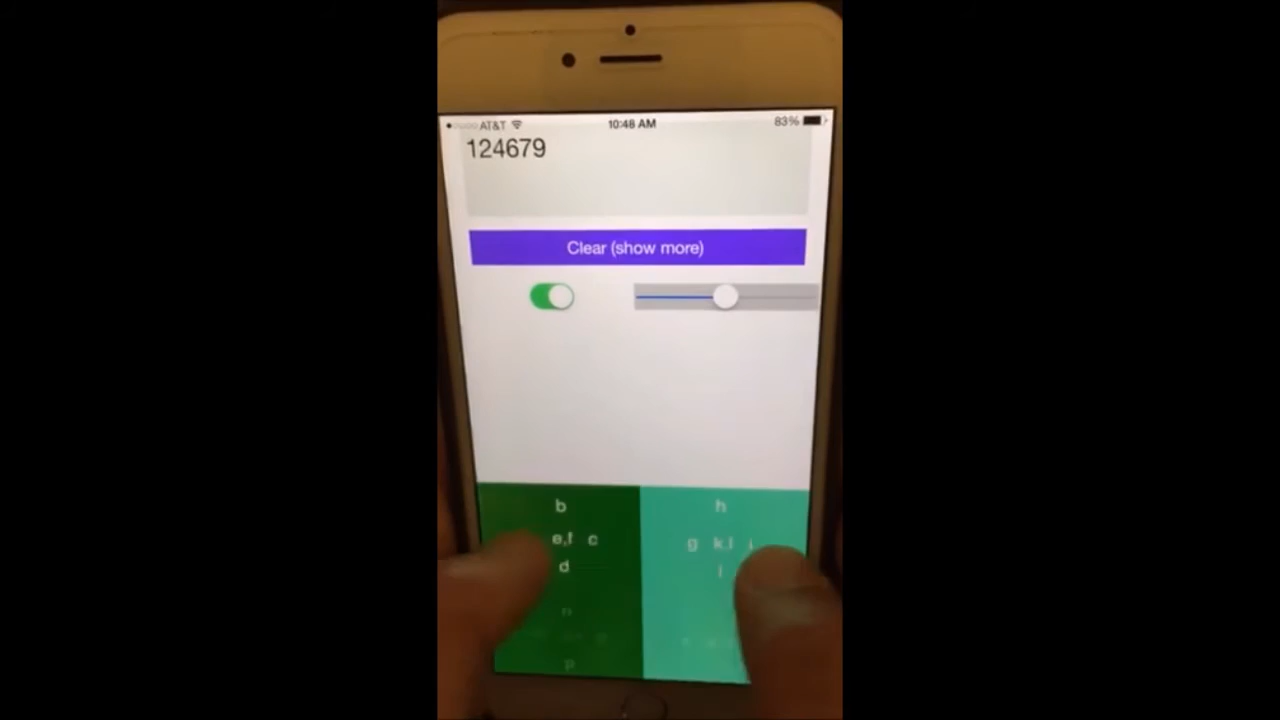 AT&T 10:48 AM 83%
124679
Clear (show more)
b h
e,f c g k,l
d
n
p